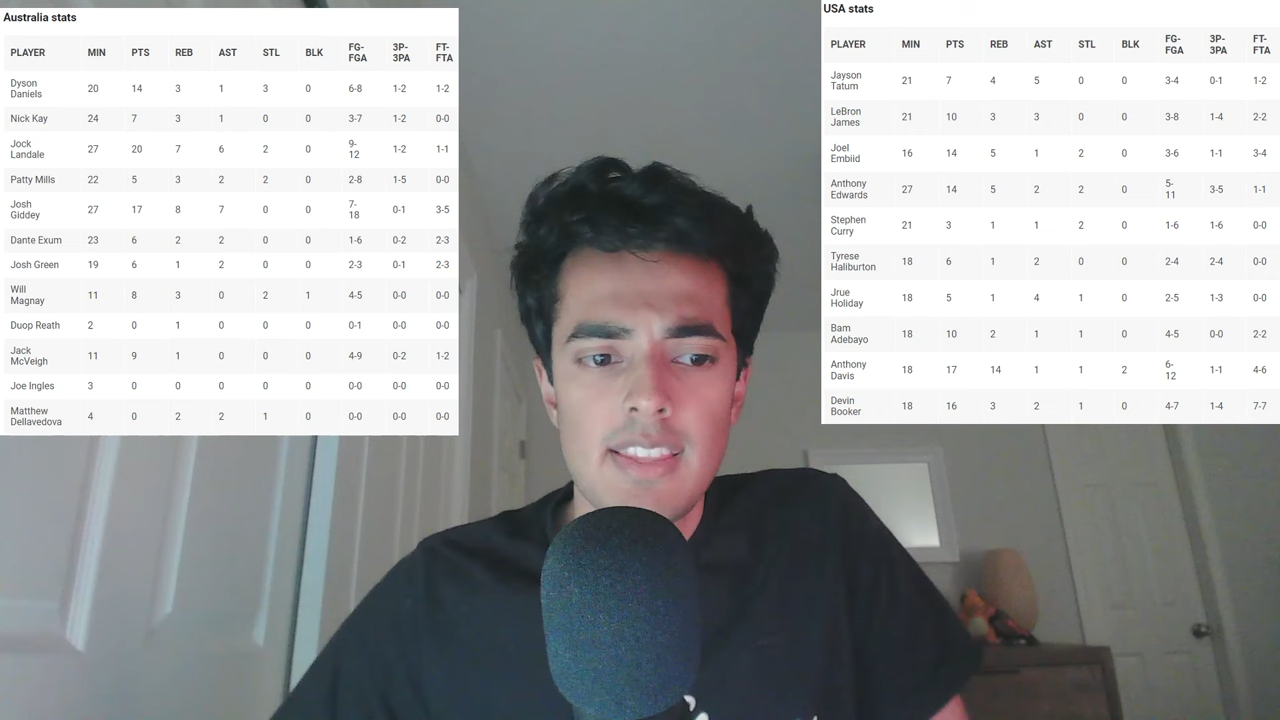 Australia stats
PLAYER MIN PTS REB AST STL BLK FG-FGA 3P-3PA FT-FTA
Dyson Daniels 20 14 3 1 3 0 6-8 1-2 1-2
Nick Kay 24 7 3 1 0 0 3-7 1-2 0-0
Jock Landale 27 20 7 6 2 0 9-12 1-2 1-1
Patty Mills 22 5 3 2 2 0 2-8 1-5 0-0
Josh Giddey 27 17 8 7 0 0 7-18 0-1 3-5
Dante Exum 23 6 2 2 0 0 1-6 0-2 2-3
Josh Green 19 6 1 2 0 0 2-3 0-1 2-3
Will Magnay 11 8 3 0 2 1 4-5 0-0 0-0
Duop Reath 2 0 1 0 0 0 0-1 0-0 0-0
Jack McVeigh 11 9 1 0 0 0 4-9 0-2 1-2
Joe Ingles 3 0 0 0 0 0 0-0 0-0 0-0
Matthew Dellavedova 4 0 2 2 1 0 0-0 0-0 0-0
USA stats
PLAYER MIN PTS REB AST STL BLK FG-FGA 3P-3PA FT-FTA
Jayson Tatum 21 7 4 5 0 0 3-4 0-1 1-2
LeBron James 21 10 3 3 0 0 3-8 1-4 2-2
Joel Embiid 16 14 5 1 2 0 3-6 1-1 3-4
Anthony Edwards 27 14 5 2 2 0 5-11 3-5 1-1
Stephen Curry 21 3 1 1 2 0 1-6 1-6 0-0
Tyrese Haliburton 18 6 1 2 0 0 2-4 2-4 0-0
Jrue Holiday 18 5 1 4 1 0 2-5 1-3 0-0
Bam Adebayo 18 10 2 1 1 0 4-5 0-0 2-2
Anthony Davis 18 17 14 1 1 2 6-12 1-1 4-6
Devin Booker 18 16 3 2 1 0 4-7 1-4 7-7